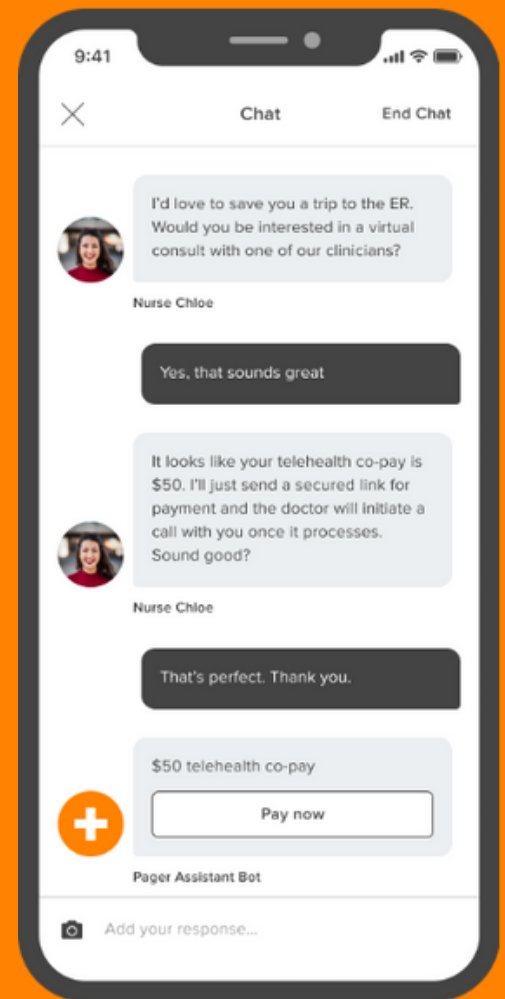 9:41
Chat
End Chat
I'd love to save you a trip to the ER.
Would you be interested in a virtual
consult with one of our clinicians?
Nurse Chloe
Yes, that sounds great
It looks like your telehealth co-pay is
$50. I'll just send a secured link for
payment and the doctor will initiate a
call with you once it processes.
Sound good?
Nurse Chloe
That's perfect. Thank you.
$50 telehealth co-pay
Pay now
Pager Assistant Bot
Add your response...